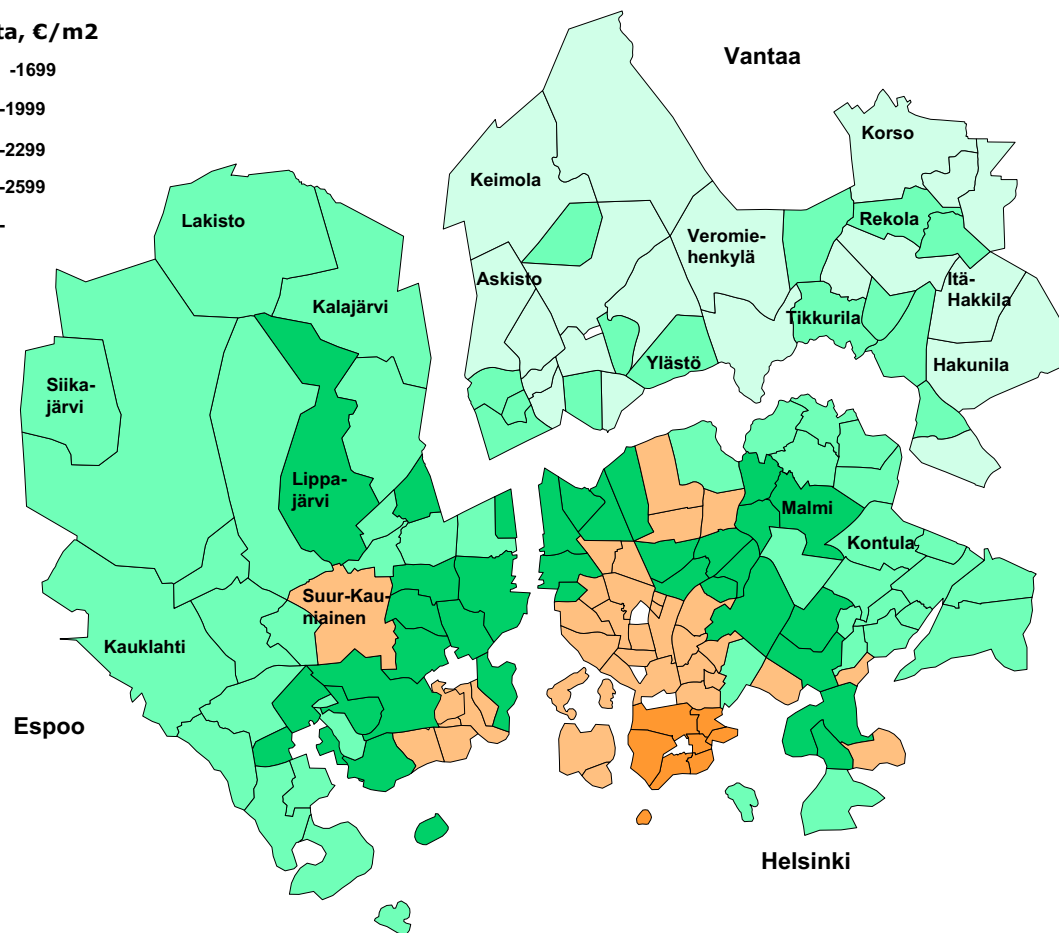 ta, €/m2
-1699
-1999
-2299
-2599
-
Vantaa
Korso
Keimola
Lakisto
Rekola
Veromie-
henkylä
Askisto
Itä-
Hakkila
Kalajärvi
Tikkurila
Ylästö
Hakunila
Siika-
järvi
Lippa-
järvi
Malmi
Kontula
Suur-Kau-
niainen
Kauklahti
Espoo
Helsinki